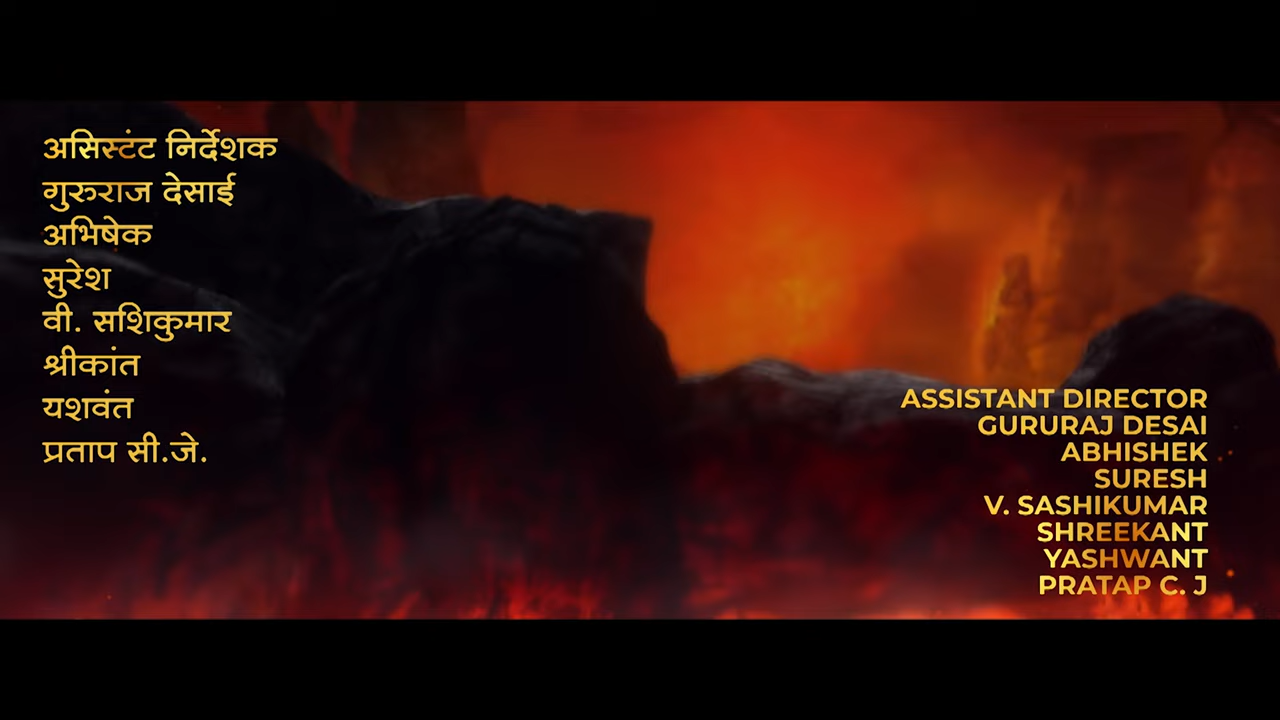 असिस्टंट निर्देशक
गुरुराज देसाई
अभिषेक
सुरेश
वी. सशिकुमार
श्रीकांत
यशवंत
प्रताप सी.जे.
ASSISTANT DIRECTOR
GURURAJ DESAI
ABHISHEK
SURESH
V. SASHIKUMAR
SHREEKANT
YASHWANT
PRATAP C. J